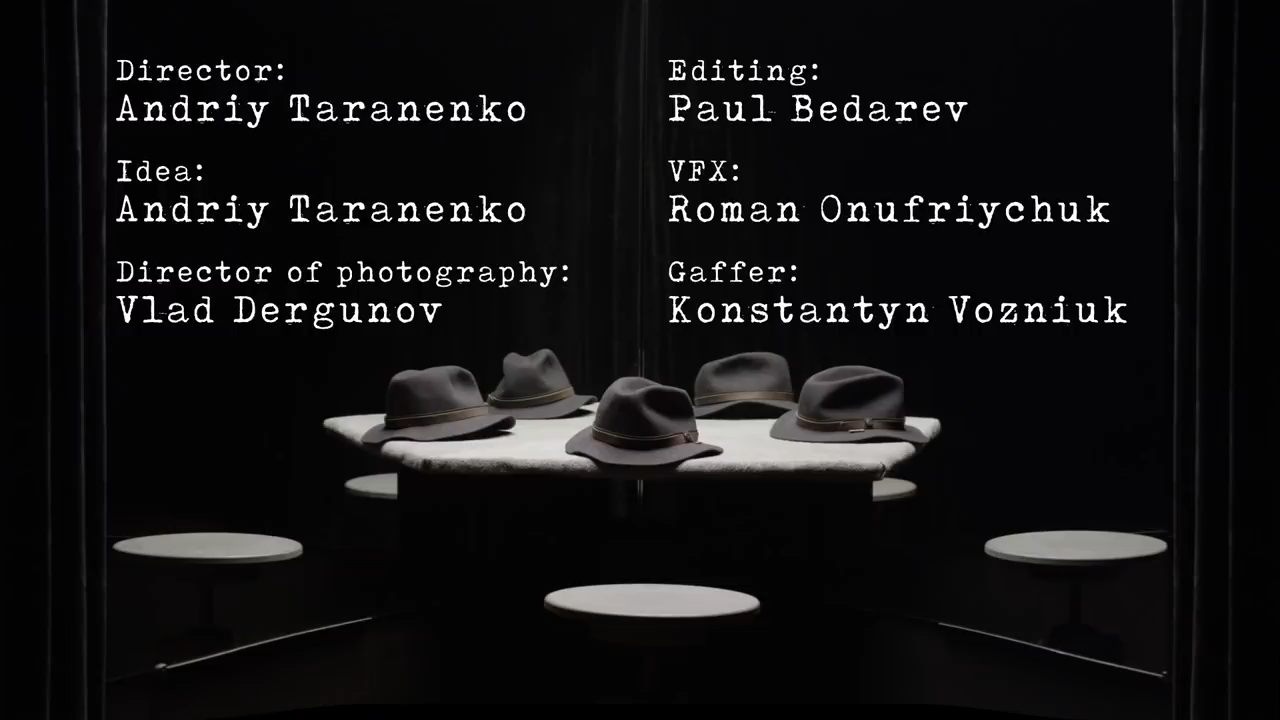 Director:
Andriy Taranenko
Idea:
Andriy Taranenko
Director of photography:
Vlad Dergunov
Editing:
Paul Bedarev
VFX:
Roman Onufriychuk
Gaffer:
Konstantyn Vozniuk